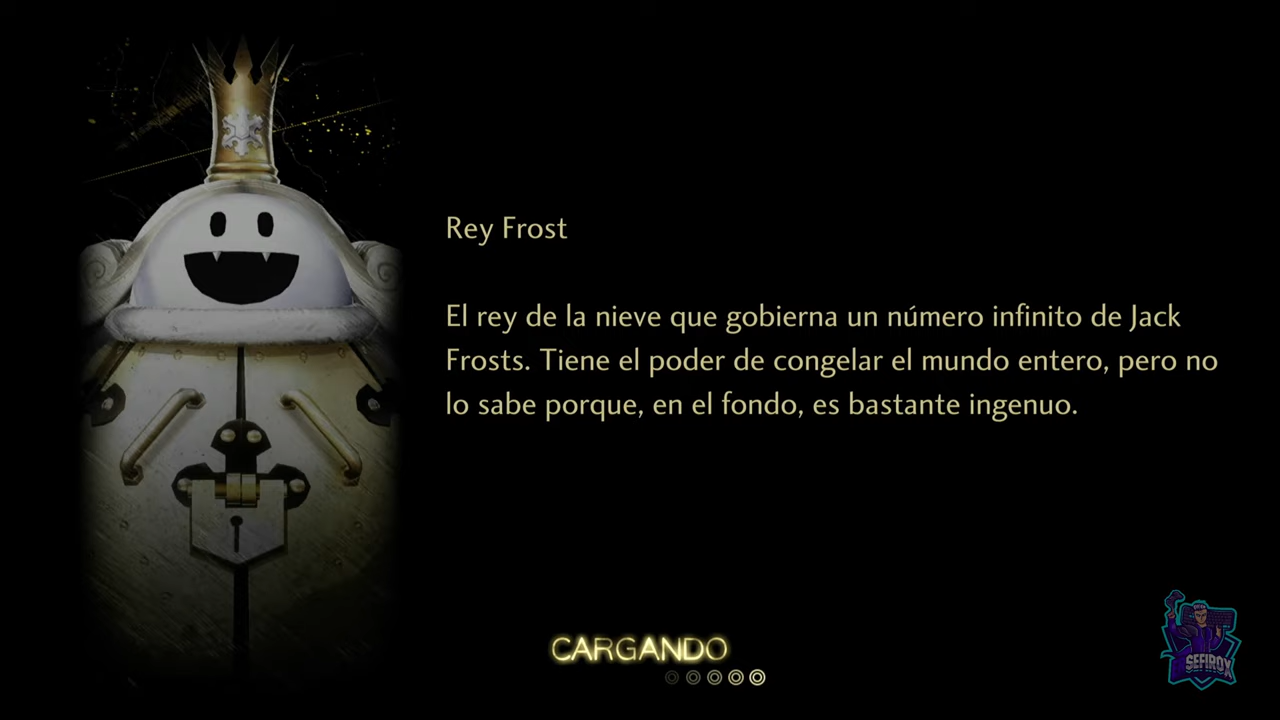 Rey Frost
El rey de la nieve que gobierna un número infinito de Jack
Frosts. Tiene el poder de congelar el mundo entero, pero no
lo sabe porque, en el fondo, es bastante ingenuo.
CARGANDO
SEFIROX